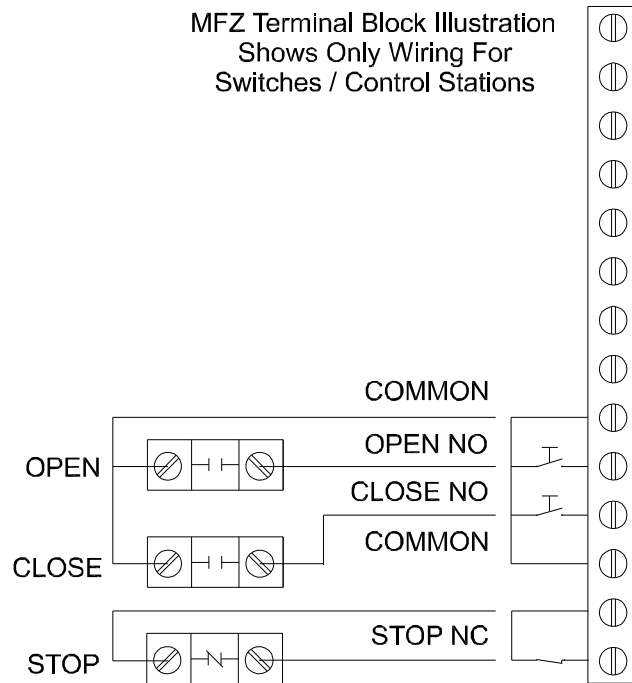 MFZ Terminal Block Illustration
Shows Only Wiring For
Switches / Control Stations
COMMON
OPEN
OPEN NO
CLOSE NO
COMMON
CLOSE
STOP NC
STOP